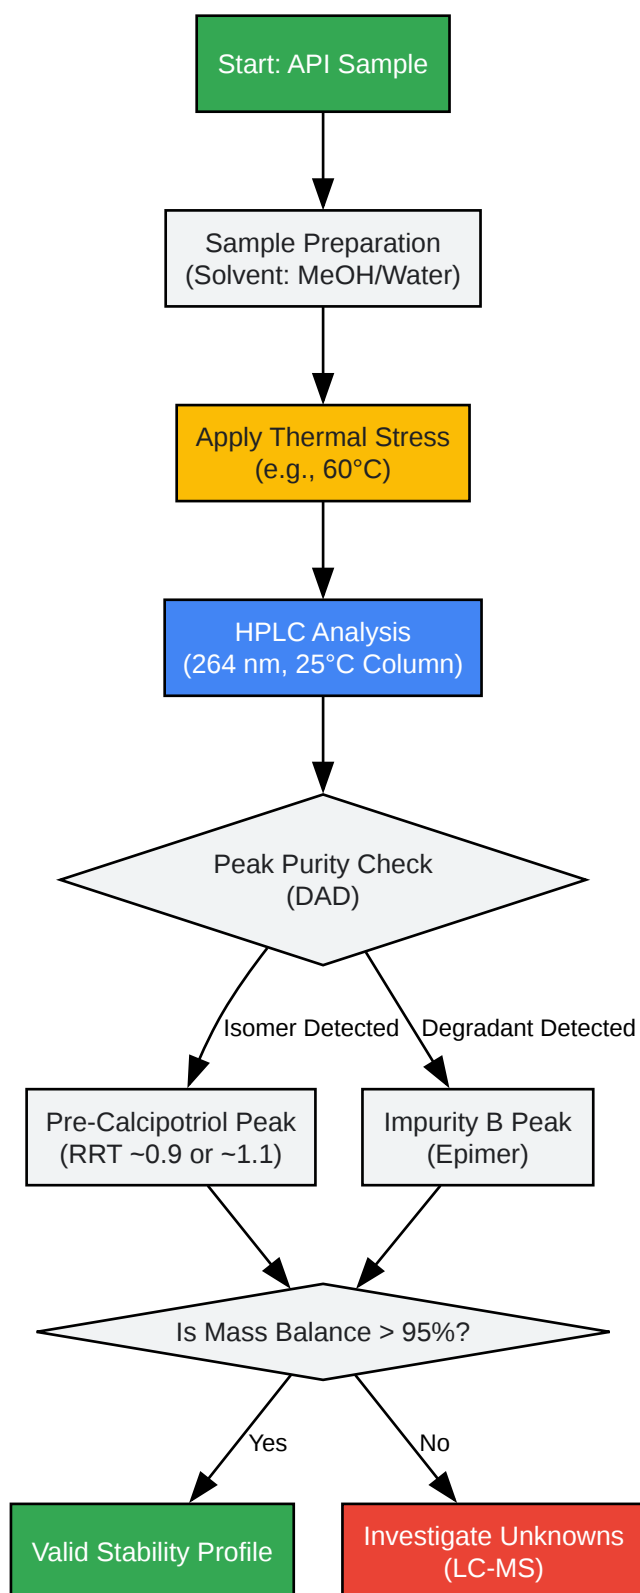 Start: API Sample
Sample Preparation
(Solvent: MeOH/Water)
Apply Thermal Stress
(e.g., 60°C)
HPLC Analysis
(264 nm, 25°C Column)
Peak Purity Check
(DAD)
Isomer Detected
Degradant Detected
Pre-Calcipotriol Peak
(RRT ~0.9 or ~1.1)
Impurity B Peak
(Epimer)
Is Mass Balance > 95%?
Yes
No
Valid Stability Profile
Investigate Unknowns
(LC-MS)